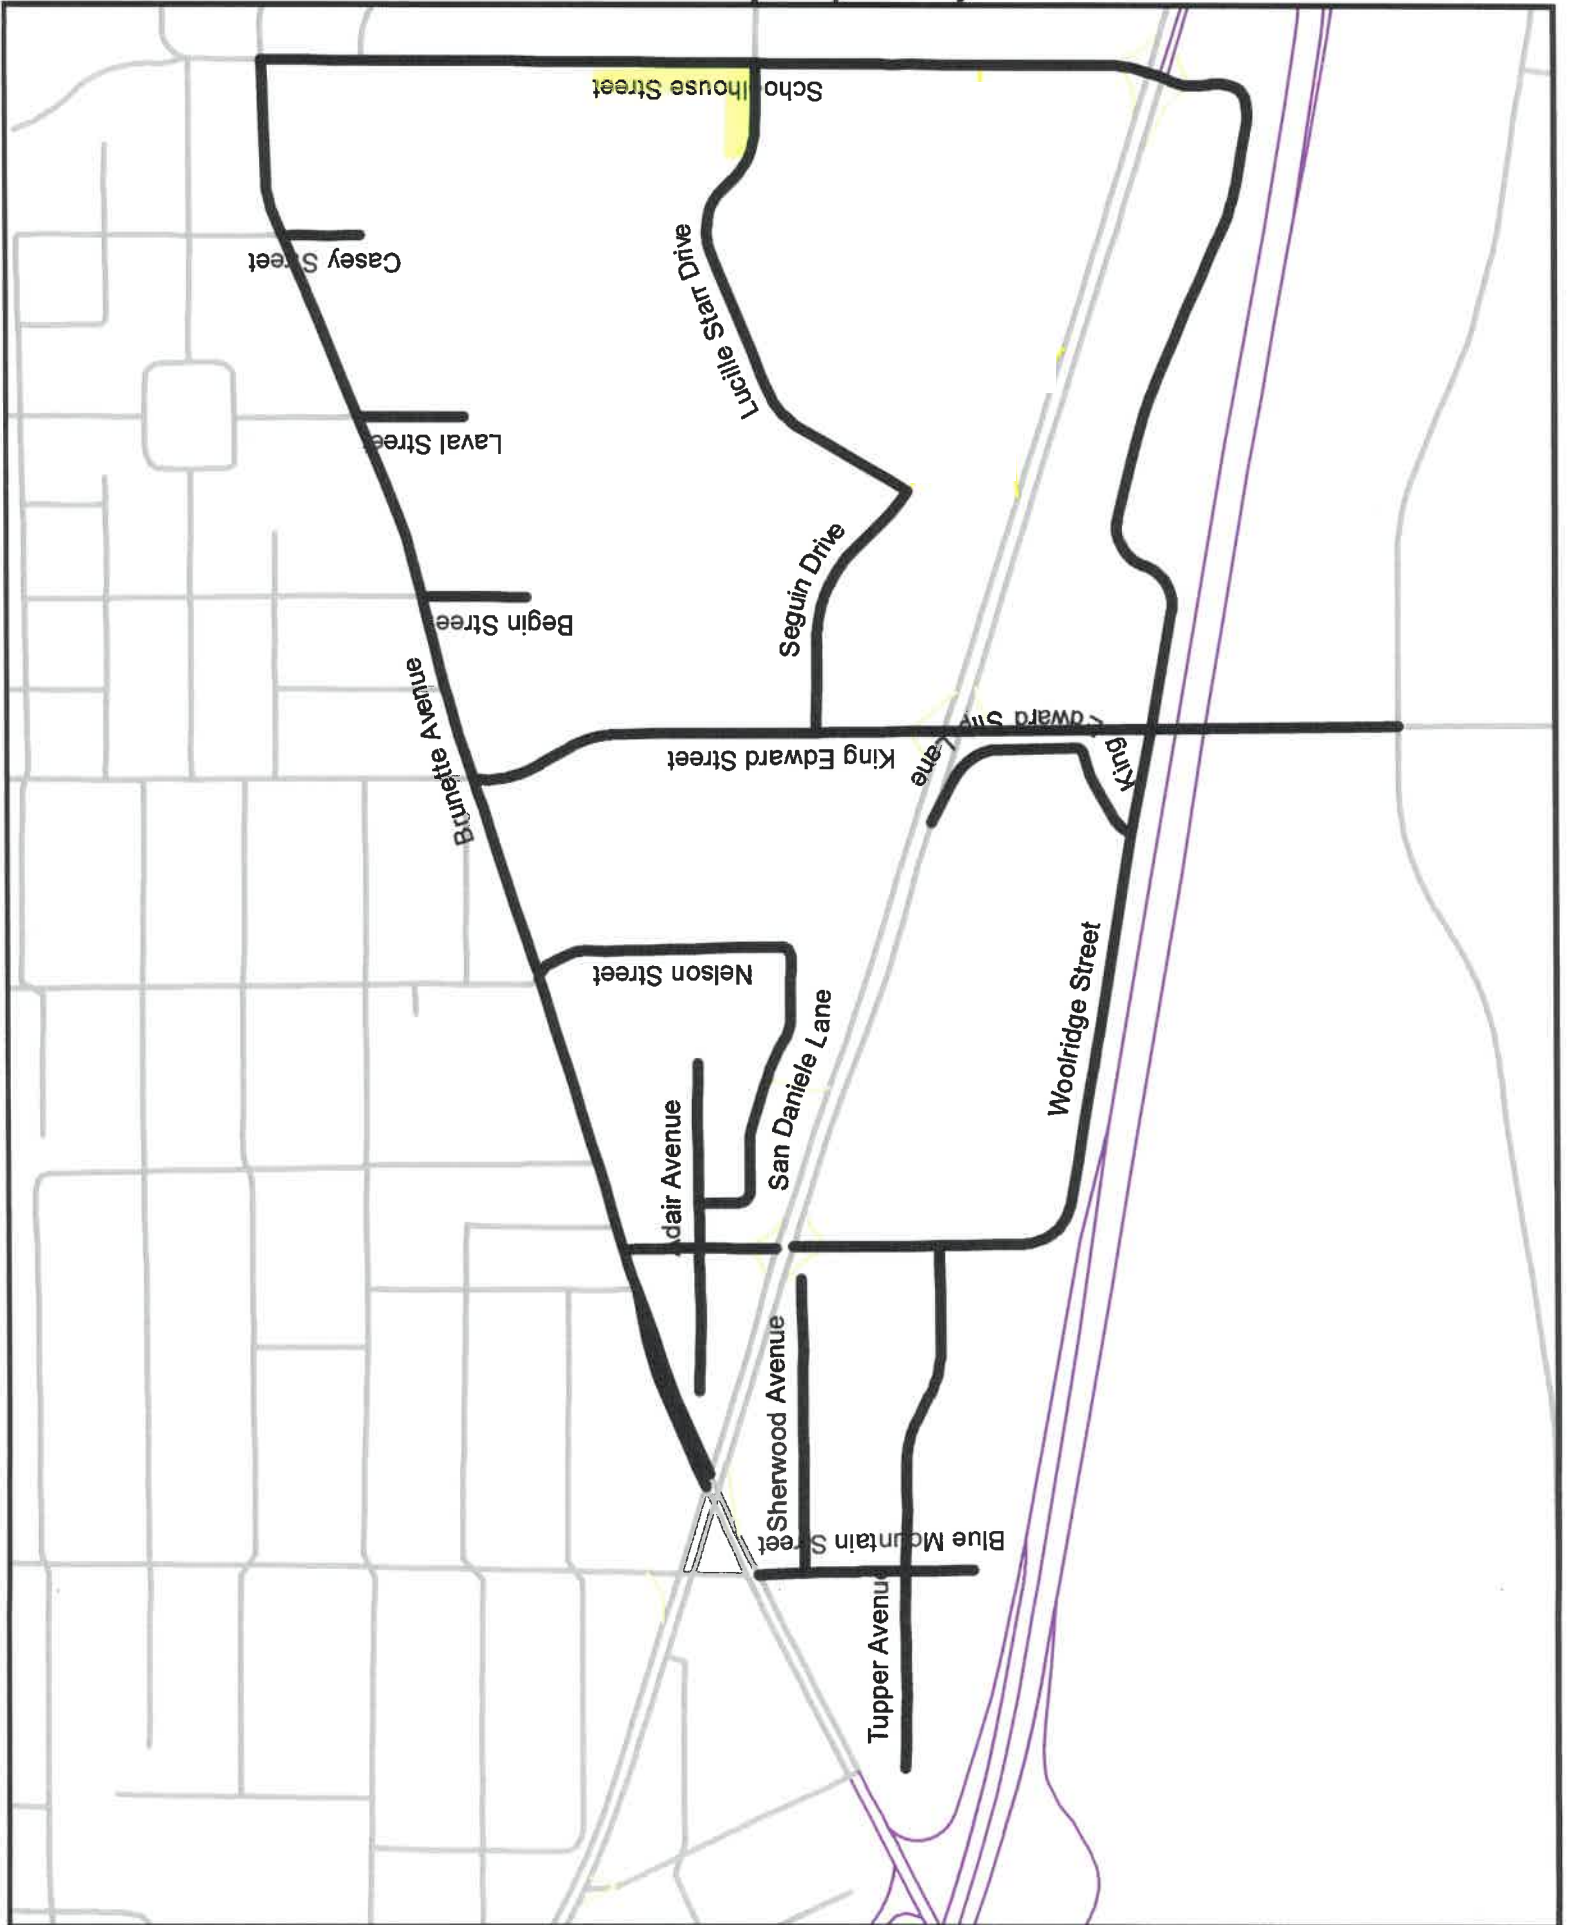 Schoolhouse Street
Casey Street
Lucille Starr Drive
Laval Street
Seguin Drive
Begin Street
Brunette Avenue
King Edward Street
King Edward Slip Lane
Nelson Street
San Daniele Lane
Woolridge Street
Adair Avenue
Sherwood Avenue
Blue Mountain Street
Tupper Avenue